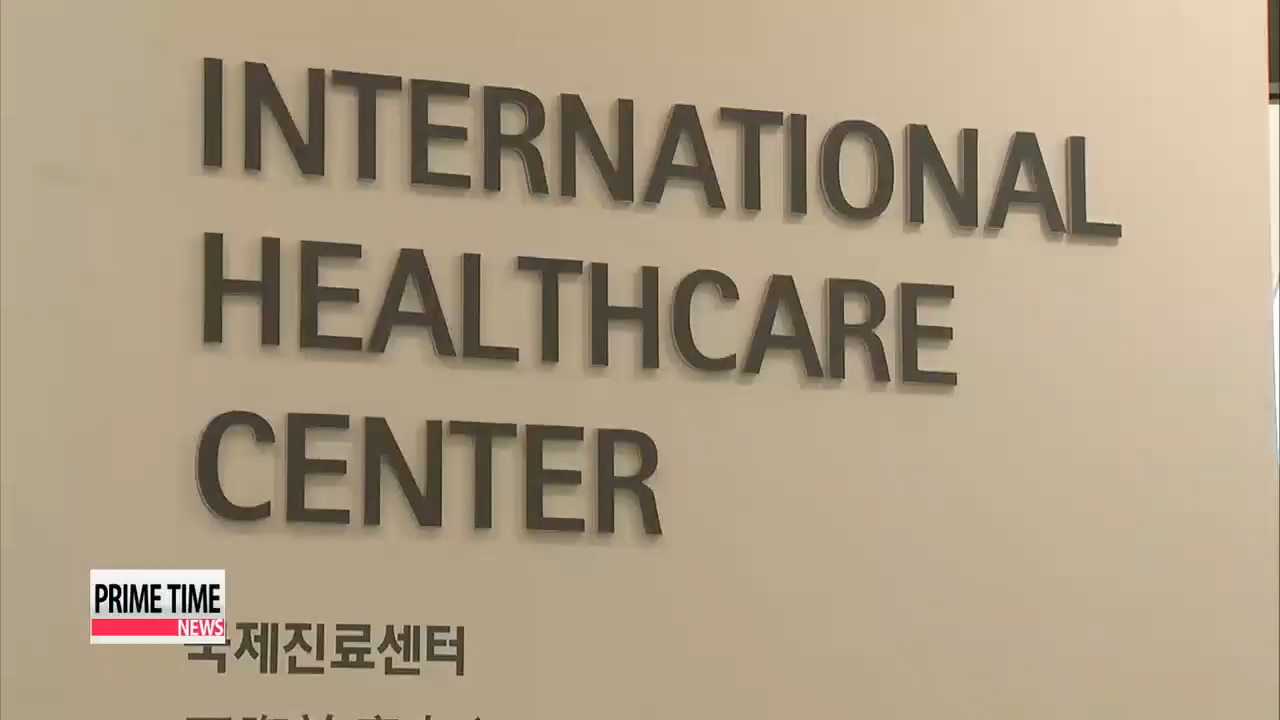 INTERNATIONAL
HEALTHCARE
CENTER
PRIME TIME
NEWS
국제진료센터